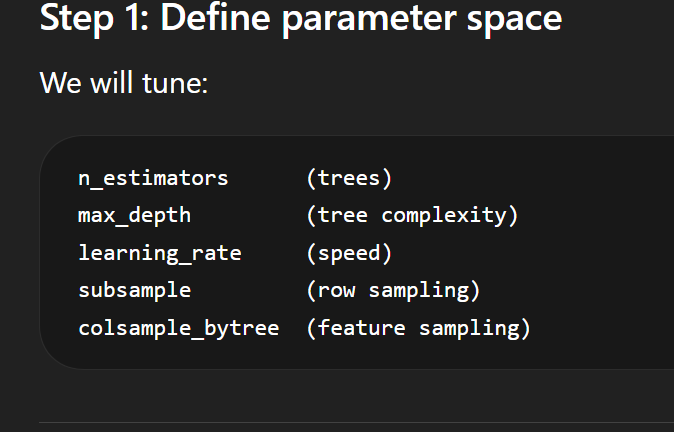 Step 1: Define parameter space
We will tune:
n_estimators (trees)
max_depth (tree complexity)
learning_rate (speed)
subsample (row sampling)
colsample_bytree (feature sampling)